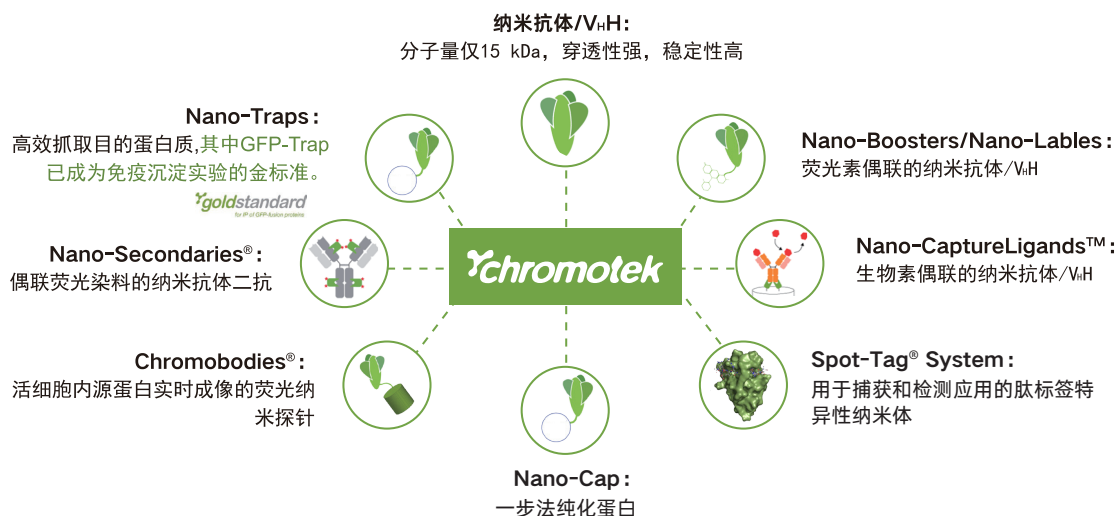 纳米抗体/VHH：
分子量仅15 kDa，穿透性强，稳定性高
Nano-Traps：
高效抓取目的蛋白质,其中GFP-Trap
已成为免疫沉淀实验的金标准。
goldstandard
for IP of GFP-fusion proteins
Nano-Boosters/Nano-Lables：
荧光素偶联的纳米抗体/VHH
Nano-Secondaries®：
偶联荧光染料的纳米抗体二抗
chromotek
Nano-CaptureLigands™：
生物素偶联的纳米抗体/VHH
Chromobodies®：
活细胞内源蛋白实时成像的荧光纳
米探针
Spot-Tag® System：
用于捕获和检测应用的肽标签特
异性纳米体
Nano-Cap：
一步法纯化蛋白